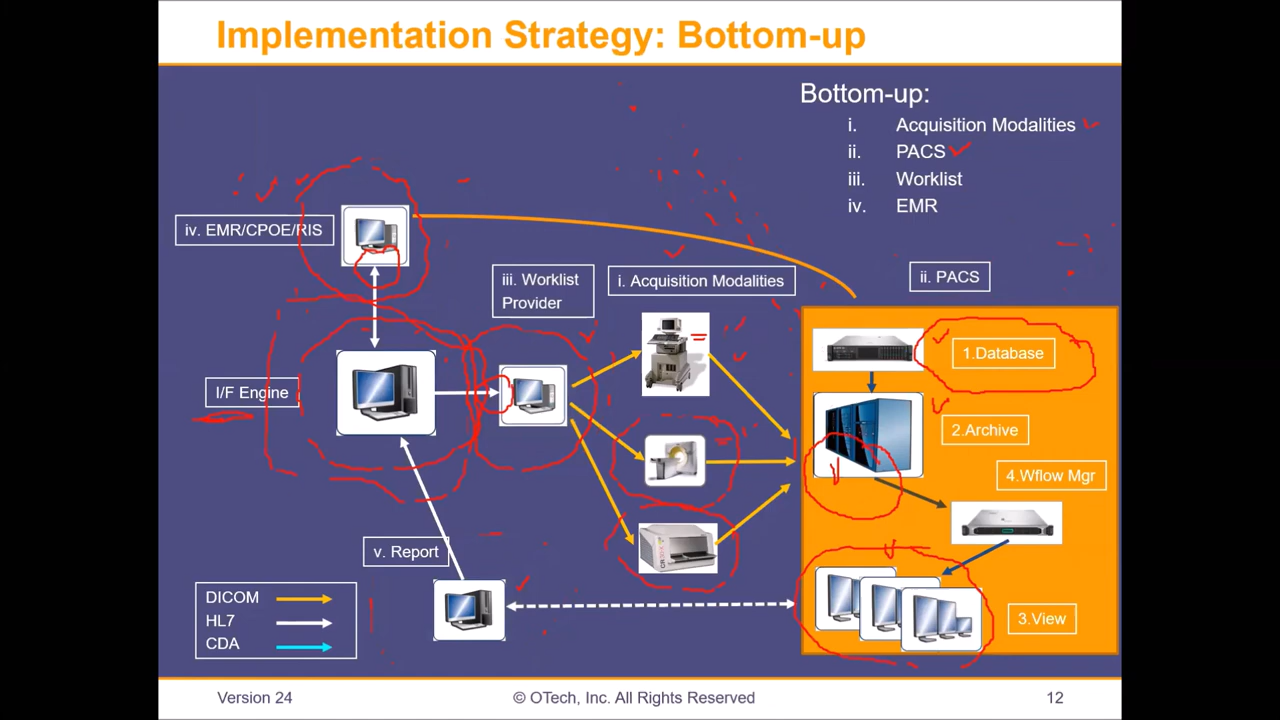 Implementation Strategy: Bottom-up
Bottom-up:
i. Acquisition Modalities
ii. PACS
iii. Worklist
iv. EMR
iv. EMR/CPOE/RIS
iii. Worklist
Provider
i. Acquisition Modalities
ii. PACS
1.Database
I/F Engine
2.Archive
4.Wflow Mgr
v. Report
3.View
DICOM
HL7
CDA
Version 24
© OTech, Inc. All Rights Reserved
12